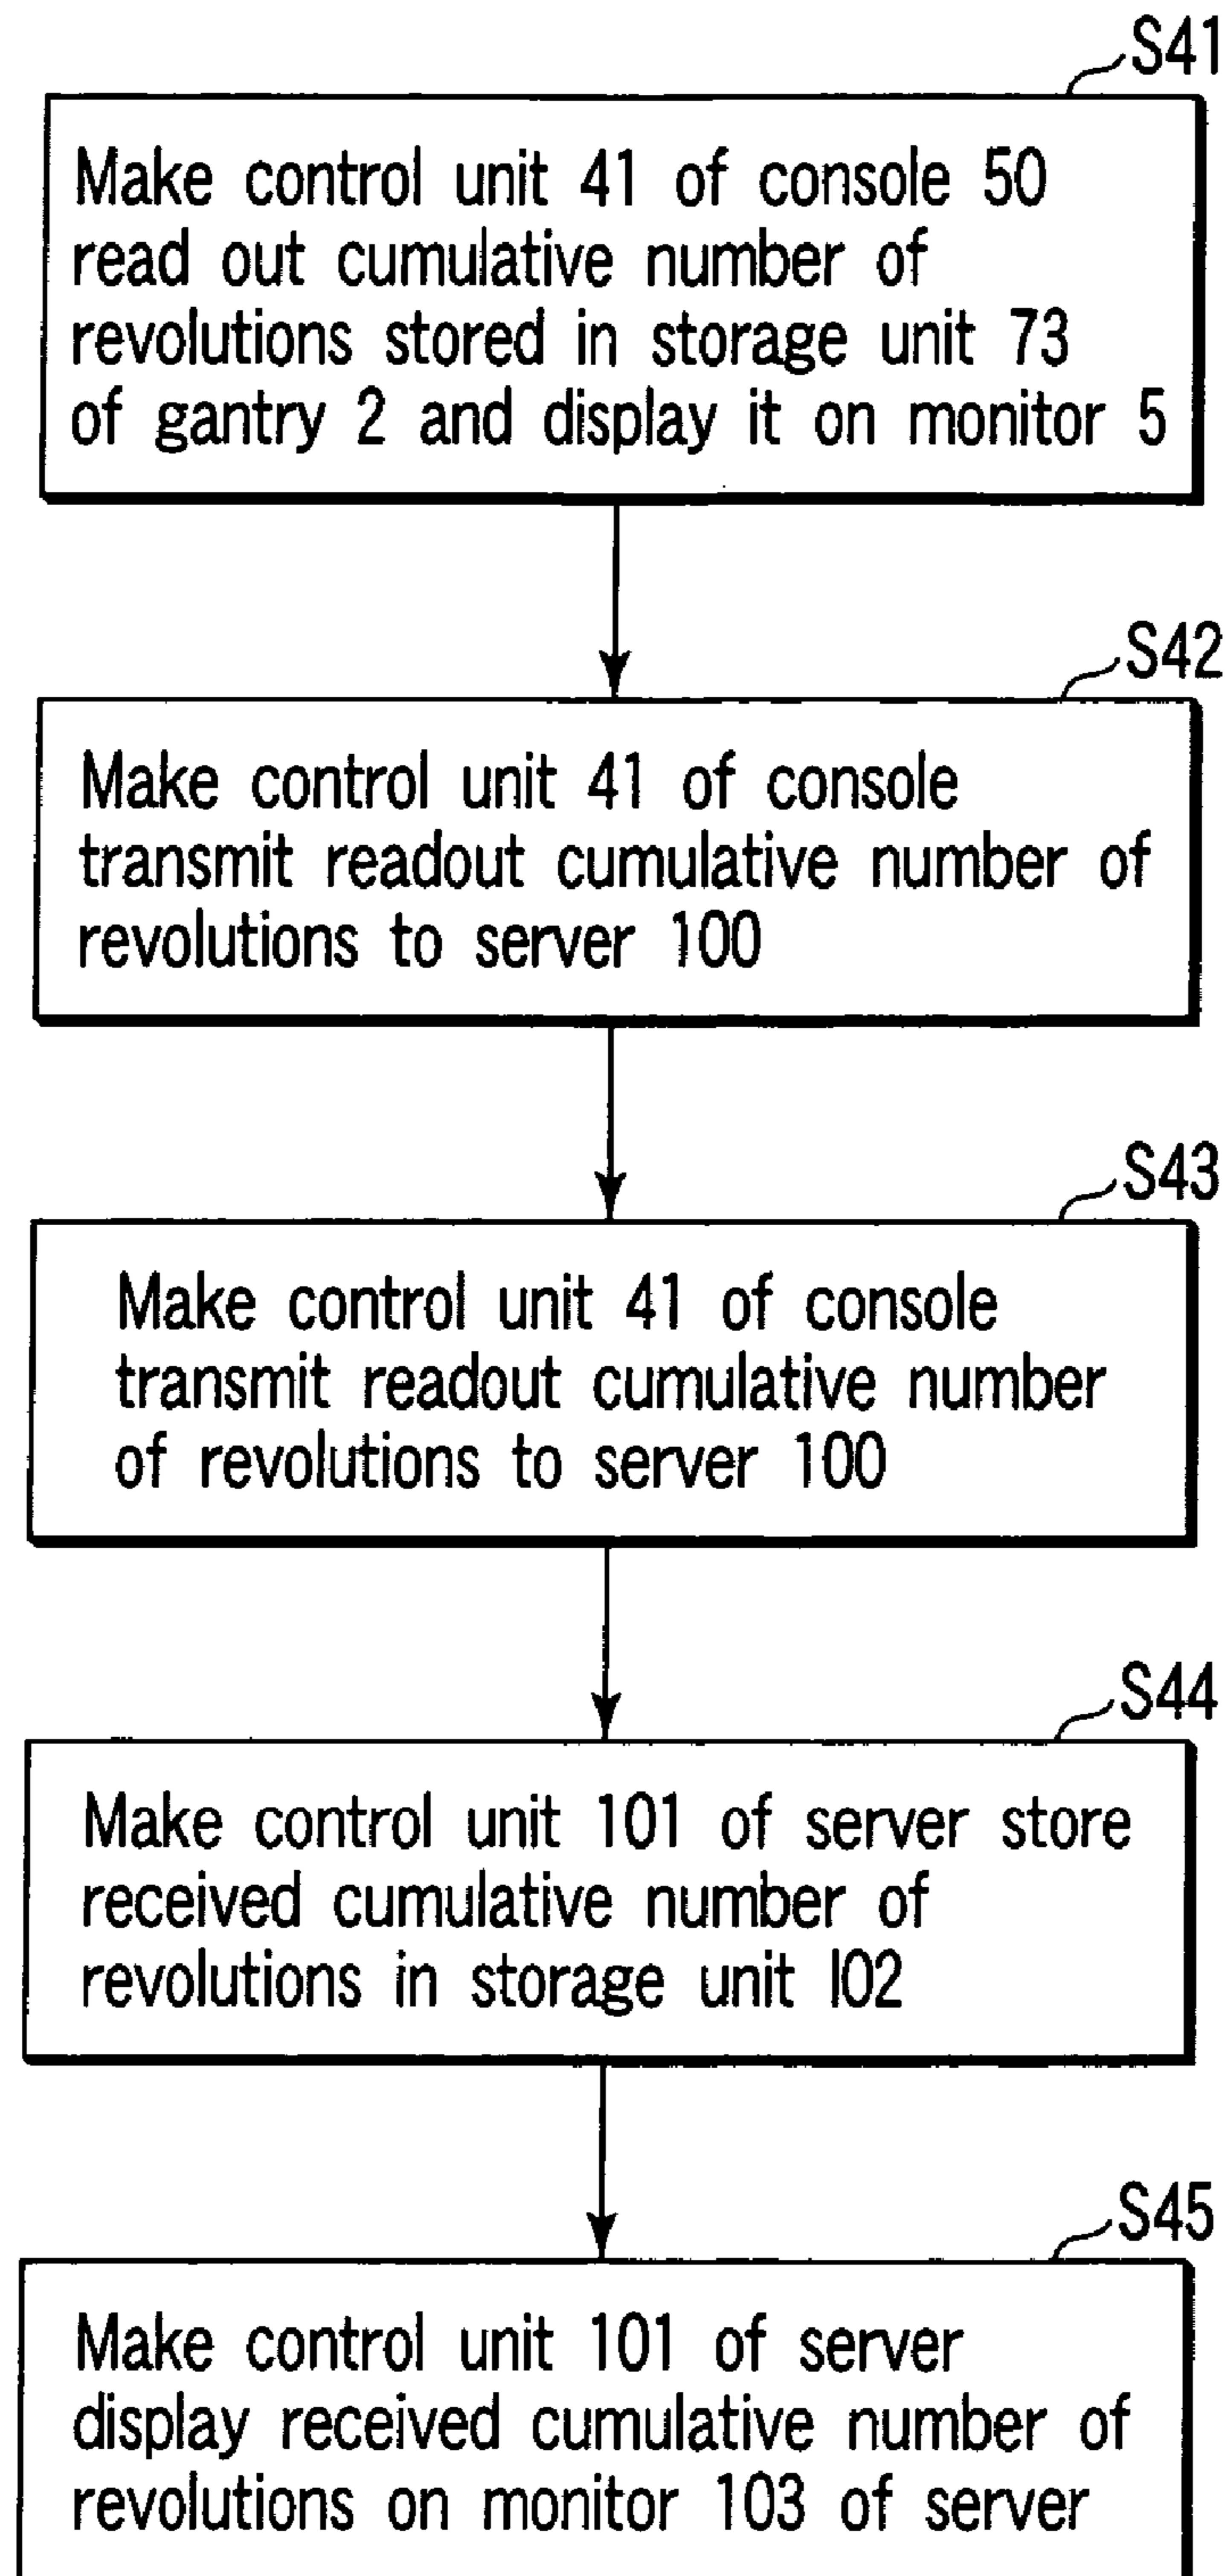 S41
Make control unit 41 of console 50
read out cumulative number of
revolutions stored in storage unit 73
of gantry 2 and display it on monitor 5
S42
Make control unit 41 of console
transmit readout cumulative number of
revolutions to server 100
S43
Make control unit 41 of console
transmit readout cumulative number
of revolutions to server 100
S44
Make control unit 101 of server store
received cumulative number of
revolutions in storage unit 102
S45
Make control unit 101 of server
display received cumulative number of
revolutions on monitor 103 of server